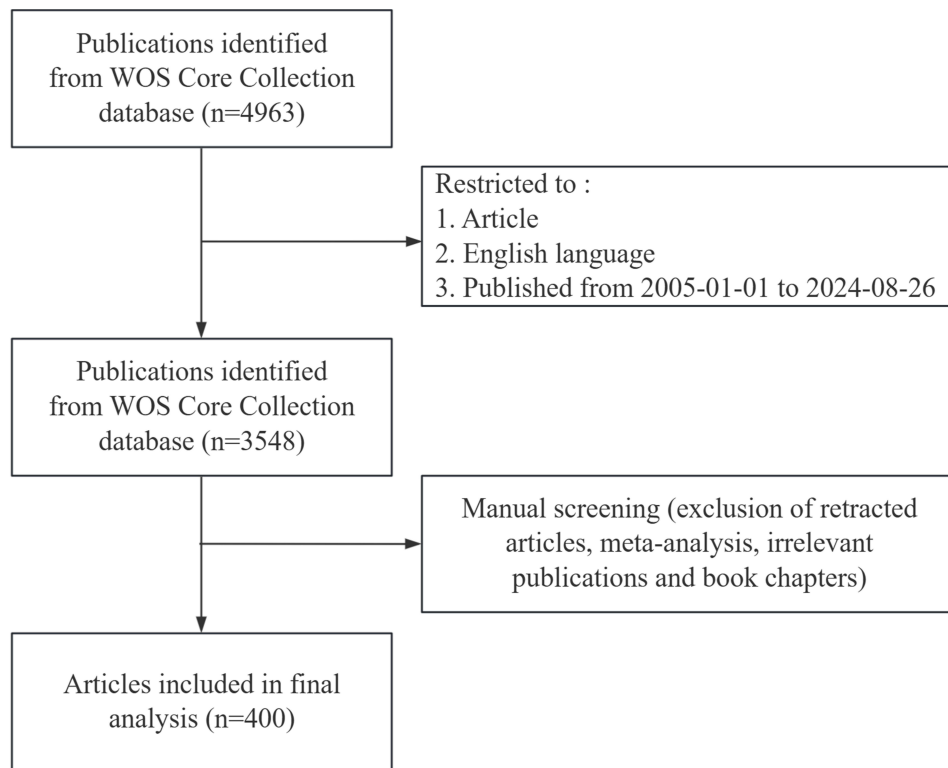 Publications identified
from WOS Core Collection
database (n=4963)
Restricted to :
1. Article
2. English language
3. Published from 2005-01-01 to 2024-08-26
Publications identified
from WOS Core Collection
database (n=3548)
Manual screening (exclusion of retracted
articles, meta-analysis, irrelevant
publications and book chapters)
Articles included in final
analysis (n=400)